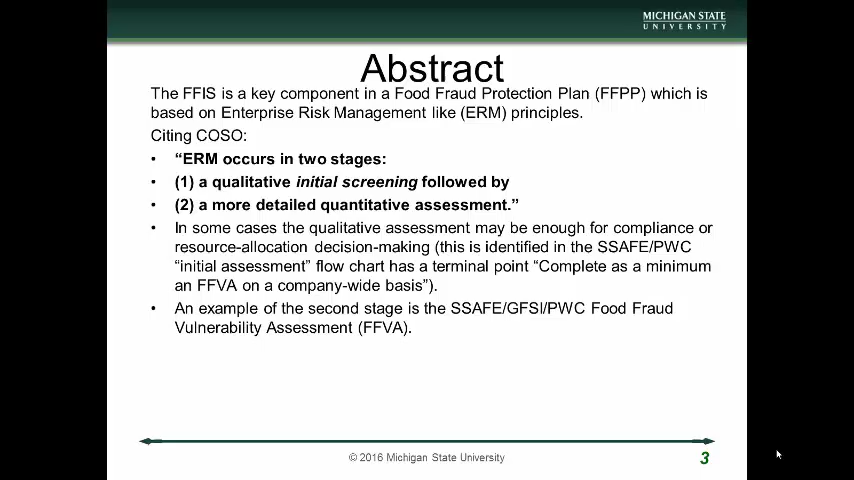 MICHIGAN STATE
UNIVERSITY
Abstract
The FFIS is a key component in a Food Fraud Protection Plan (FFPP) which is
based on Enterprise Risk Management like (ERM) principles.
Citing COSO:
• “ERM occurs in two stages:
• (1) a qualitative initial screening followed by
• (2) a more detailed quantitative assessment.”
• In some cases the qualitative assessment may be enough for compliance or
resource-allocation decision-making (this is identified in the SSAFE/PWC
“initial assessment” flow chart has a terminal point “Complete as a minimum
an FFVA on a company-wide basis”).
• An example of the second stage is the SSAFE/GFSI/PWC Food Fraud
Vulnerability Assessment (FFVA).
© 2016 Michigan State University
3